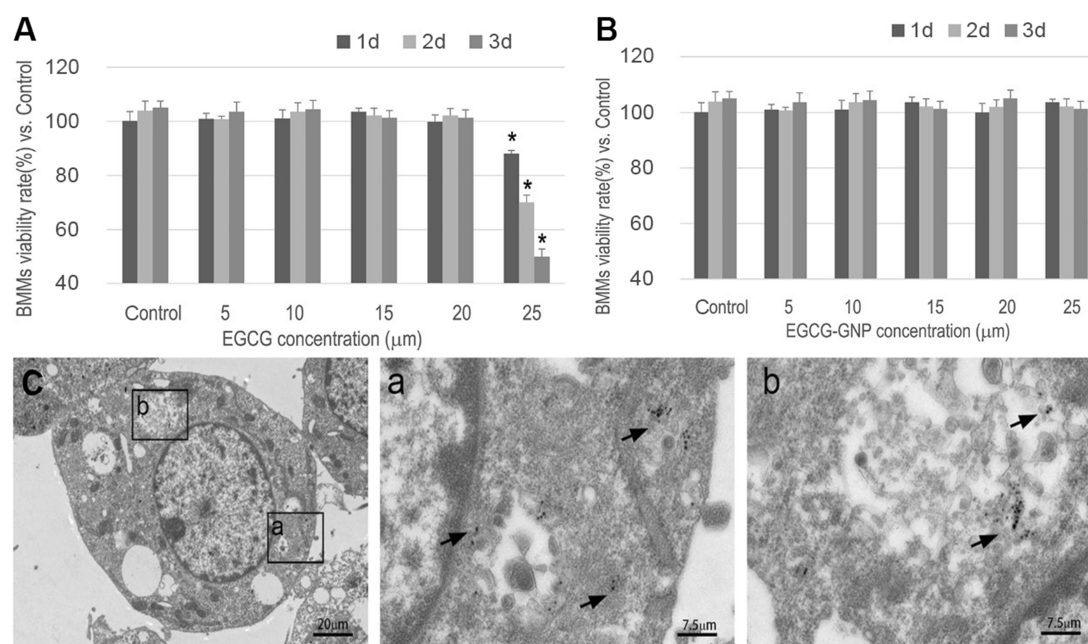 A
1d 2d 3d
BMMs viability rate(%) vs. Control
120
100
80
60
40
*
*
*
Control 5 10 15 20 25
EGCG concentration (μm)
B
1d 2d 3d
BMMs viability rate(%) vs. Control
120
100
80
60
40
Control 5 10 15 20 25
EGCG-GNP concentration (μm)
C
b
a
20μm
a
7.5μm
b
7.5μm